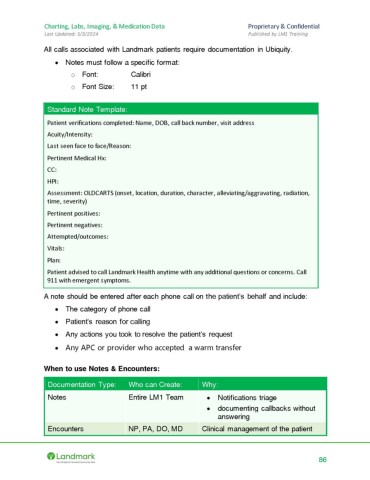 Charting, Labs, Imaging, & Medication Data Proprietary & Confidential
Last Updated: 5/3/2024 Published by LM1 Training
All calls associated with Landmark patients require documentation in Ubiquity.
• Notes must follow a specific format:
o Font: Calibri
o Font Size: 11 pt
Standard Note Template:
Patient verifications completed: Name, DOB, call back number, visit address
Acuity/Intensity:
Last seen face to face/Reason:
Pertinent Medical Hx:
CC:
HPI:
Assessment: OLDCARTS (onset, location, duration, character, alleviating/aggravating, radiation,
time, severity)
Pertinent positives:
Pertinent negatives:
Attempted/outcomes:
Vitals:
Plan:
Patient advised to call Landmark Health anytime with any additional questions or concerns. Call
911 with emergent symptoms.
A note should be entered after each phone call on the patient's behalf and include:
• The category of phone call
• Patient's reason for calling
• Any actions you took to resolve the patient's request
• Any APC or provider who accepted a warm transfer
When to use Notes & Encounters:
Documentation Type: Who can Create: Why:
Notes Entire LM1 Team • Notifications triage
• documenting callbacks without
answering
Encounters NP, PA, DO, MD Clinical management of the patient
Landmark
86